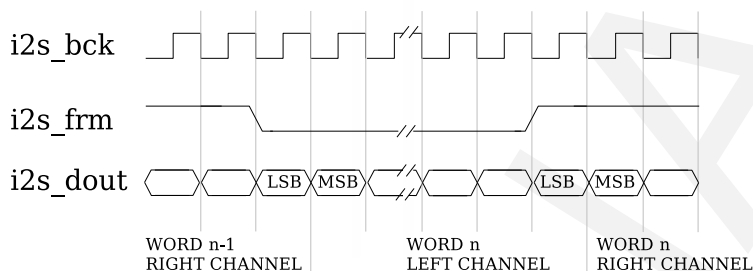 i2s_bck
i2s_frm
i2s_dout
LSB MSB LSB MSB
WORD n-1 WORD n WORD n
RIGHT CHANNEL LEFT CHANNEL RIGHT CHANNEL